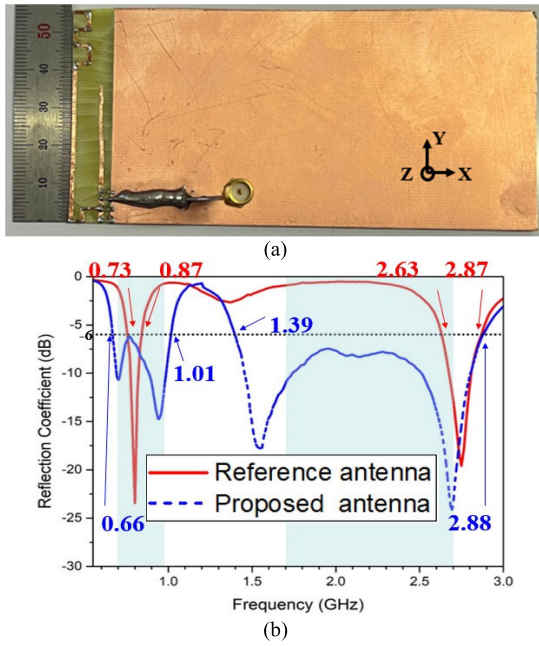 50
40
30
20
10
Y
Z
X
(a)
0.73
0.87
2.63
2.87
0
-5
6
-10
-15
-20
-25
-30
1.39
1.01
Reference antenna
Proposed antenna
0.66
2.88
1.0
1.5
2.0
2.5
3.0
Reflection Coefficient (dB)
Frequency (GHz)
(b)